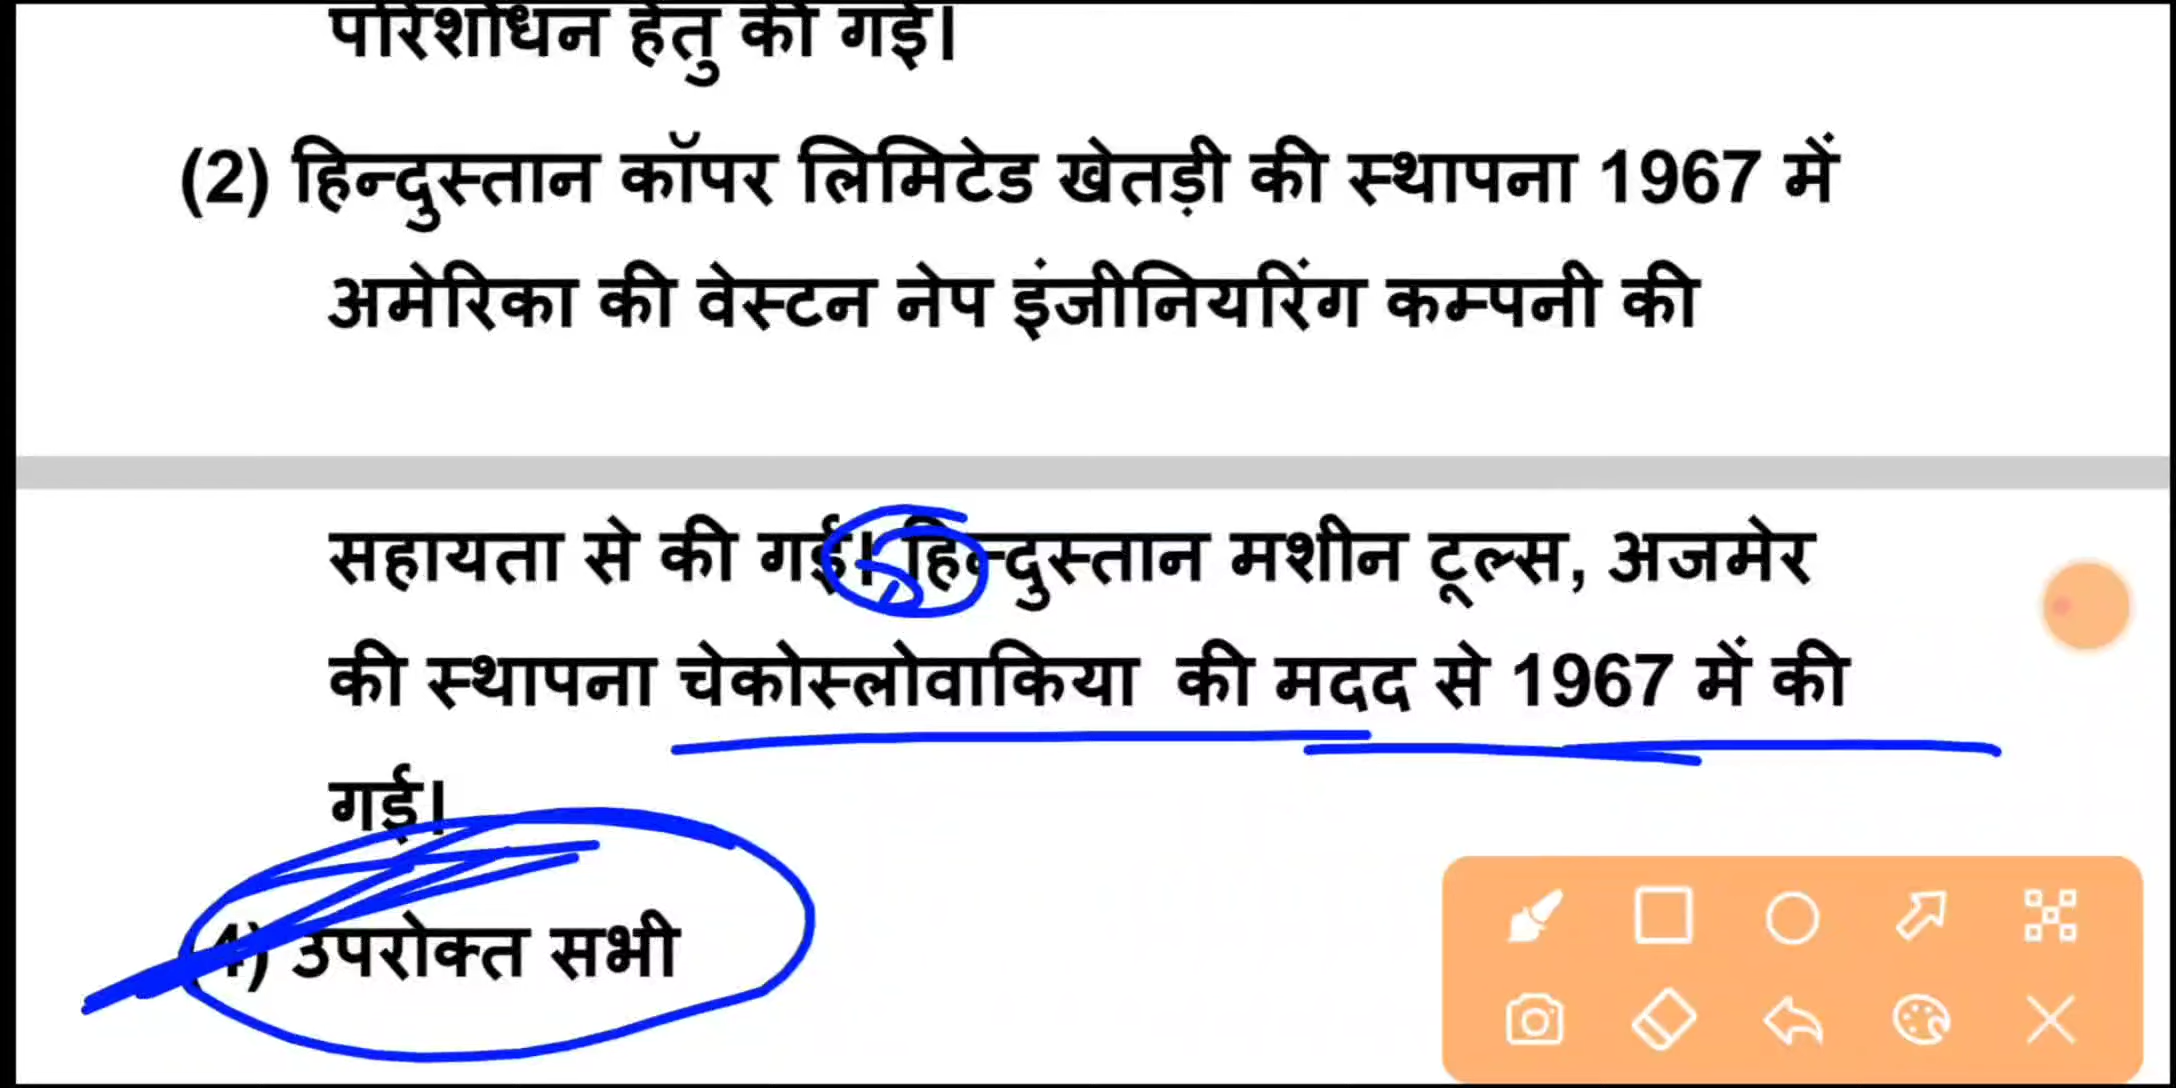 परिशोधन हेतु की गई।
(2) हिन्दुस्तान कॉपर लिमिटेड खेतड़ी की स्थापना 1967 में
अमेरिका की वेस्टन नेप इंजीनियरिंग कम्पनी की
सहायता से की गई। हिन्दुस्तान मशीन टूल्स, अजमेर
की स्थापना चेकोस्लोवाकिया की मदद से 1967 में की
गई।
(4) उपरोक्त सभी